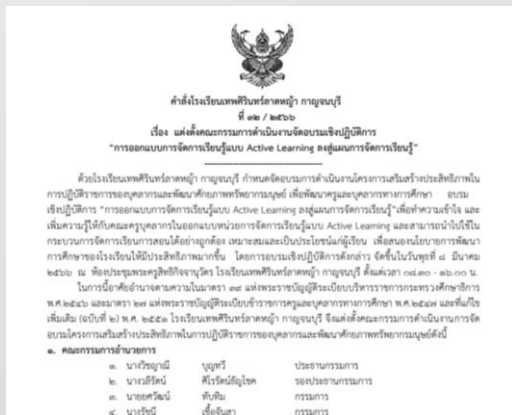 คำสั่งโรงเรียนเทพศิรินทร์ลาดหญ้า กาญจนบุรี
ที่ ๓๒ / ๒๕๖๖
เรื่อง แต่งตั้งคณะกรรมการดำเนินงานจัดอบรมเชิงปฏิบัติการ
“การออกแบบการจัดการเรียนรู้แบบ Active Learning ลงสู่แผนการจัดการเรียนรู้”
ด้วยโรงเรียนเทพศิรินทร์ลาดหญ้า กาญจนบุรี กำหนดจัดอบรมการดำเนินงานโครงการเสริมสร้างประสิทธิภาพใน
การปฏิบัติราชการของบุคลากรและพัฒนาศักยภาพทรัพยากรมนุษย์ เพื่อพัฒนาครูและบุคลากรทางการศึกษา อบรม
เชิงปฏิบัติการ “การออกแบบการจัดการเรียนรู้แบบ Active Learning ลงสู่แผนการจัดการเรียนรู้”เพื่อทำความเข้าใจ และ
เพิ่มความรู้ให้กับคณะครูบุคลากรในออกแบบหน่วยการจัดการเรียนรู้แบบ Active Learning และสามารถนำไปใช้ใน
กระบวนการจัดการเรียนการสอนได้อย่างถูกต้อง เหมาะสมและเป็นประโยชน์แก่ผู้เรียน เพื่อสนองนโยบายการพัฒนา
การศึกษาของโรงเรียนให้มีประสิทธิภาพมากขึ้น โดยการอบรมเชิงปฏิบัติการดังกล่าว จัดขึ้นในวันพุธที่ ๘ มีนาคม
๒๕๖๖ ณ ห้องประชุมพระครูสิทธิกิจจานุวัตร โรงเรียนเทพศิรินทร์ลาดหญ้า กาญจนบุรี ตั้งแต่เวลา ๐๘.๓๐ - ๑๖.๐๐ น.
ในการนี้อาศัยอำนาจตามความในมาตรา ๓๙ แห่งพระราชบัญญัติระเบียบบริหารราชการกระทรวงศึกษาธิการ
พ.ศ.๒๕๔๖ และมาตรา ๒๗ แห่งพระราชบัญญัติระเบียบข้าราชการครูและบุคลากรทางการศึกษา พ.ศ.๒๕๔๗ และที่แก้ไข
เพิ่มเติม (ฉบับที่ ๒) พ.ศ. ๒๕๕๑ โรงเรียนเทพศิรินทร์ลาดหญ้า กาญจนบุรี จึงแต่งตั้งคณะกรรมการดำเนินงานการจัด
อบรมโครงการเสริมสร้างประสิทธิภาพในการปฏิบัติราชการของบุคลากรและพัฒนาศักยภาพทรัพยากรมนุษย์ดังนี้
๑. คณะกรรมการอำนวยการ
๑. นางวิชญาณี บุญทวี ประธานกรรมการ
๒. นางวลีรัตน์ ศิโรรัตน์ธัญโชค รองประธานกรรมการ
๓. นายยศวัฒน์ ทับทิม กรรมการ
๔. นางรัชนี เชื้อจันสา กรรมการ